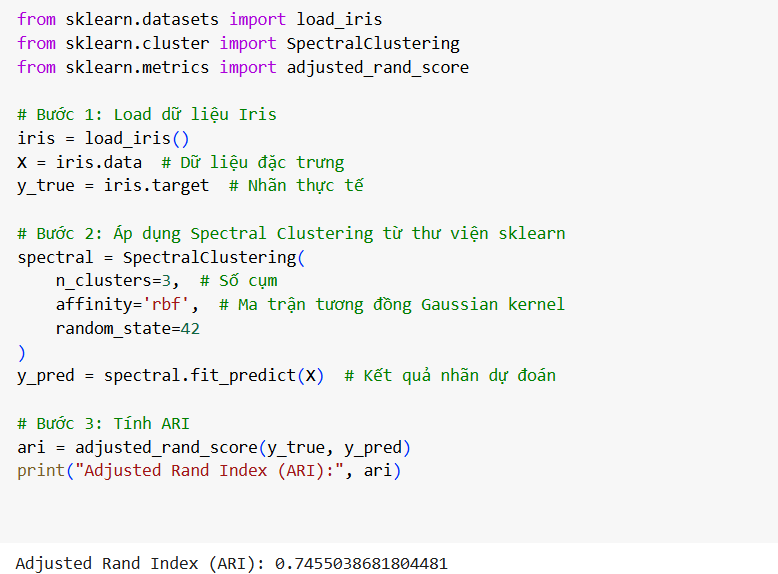 from sklearn.datasets import load_iris
from sklearn.cluster import SpectralClustering
from sklearn.metrics import adjusted_rand_score
# Bước 1: Load dữ liệu Iris
iris = load_iris()
X = iris.data  # Dữ liệu đặc trưng
y_true = iris.target  # Nhãn thực tế
# Bước 2: Áp dụng Spectral Clustering từ thư viện sklearn
spectral = SpectralClustering(
    n_clusters=3,  # Số cụm
    affinity='rbf',  # Ma trận tương đồng Gaussian kernel
    random_state=42
)
y_pred = spectral.fit_predict(X)  # Kết quả nhãn dự đoán
# Bước 3: Tính ARI
ari = adjusted_rand_score(y_true, y_pred)
print("Adjusted Rand Index (ARI):", ari)
Adjusted Rand Index (ARI): 0.7455038681804481